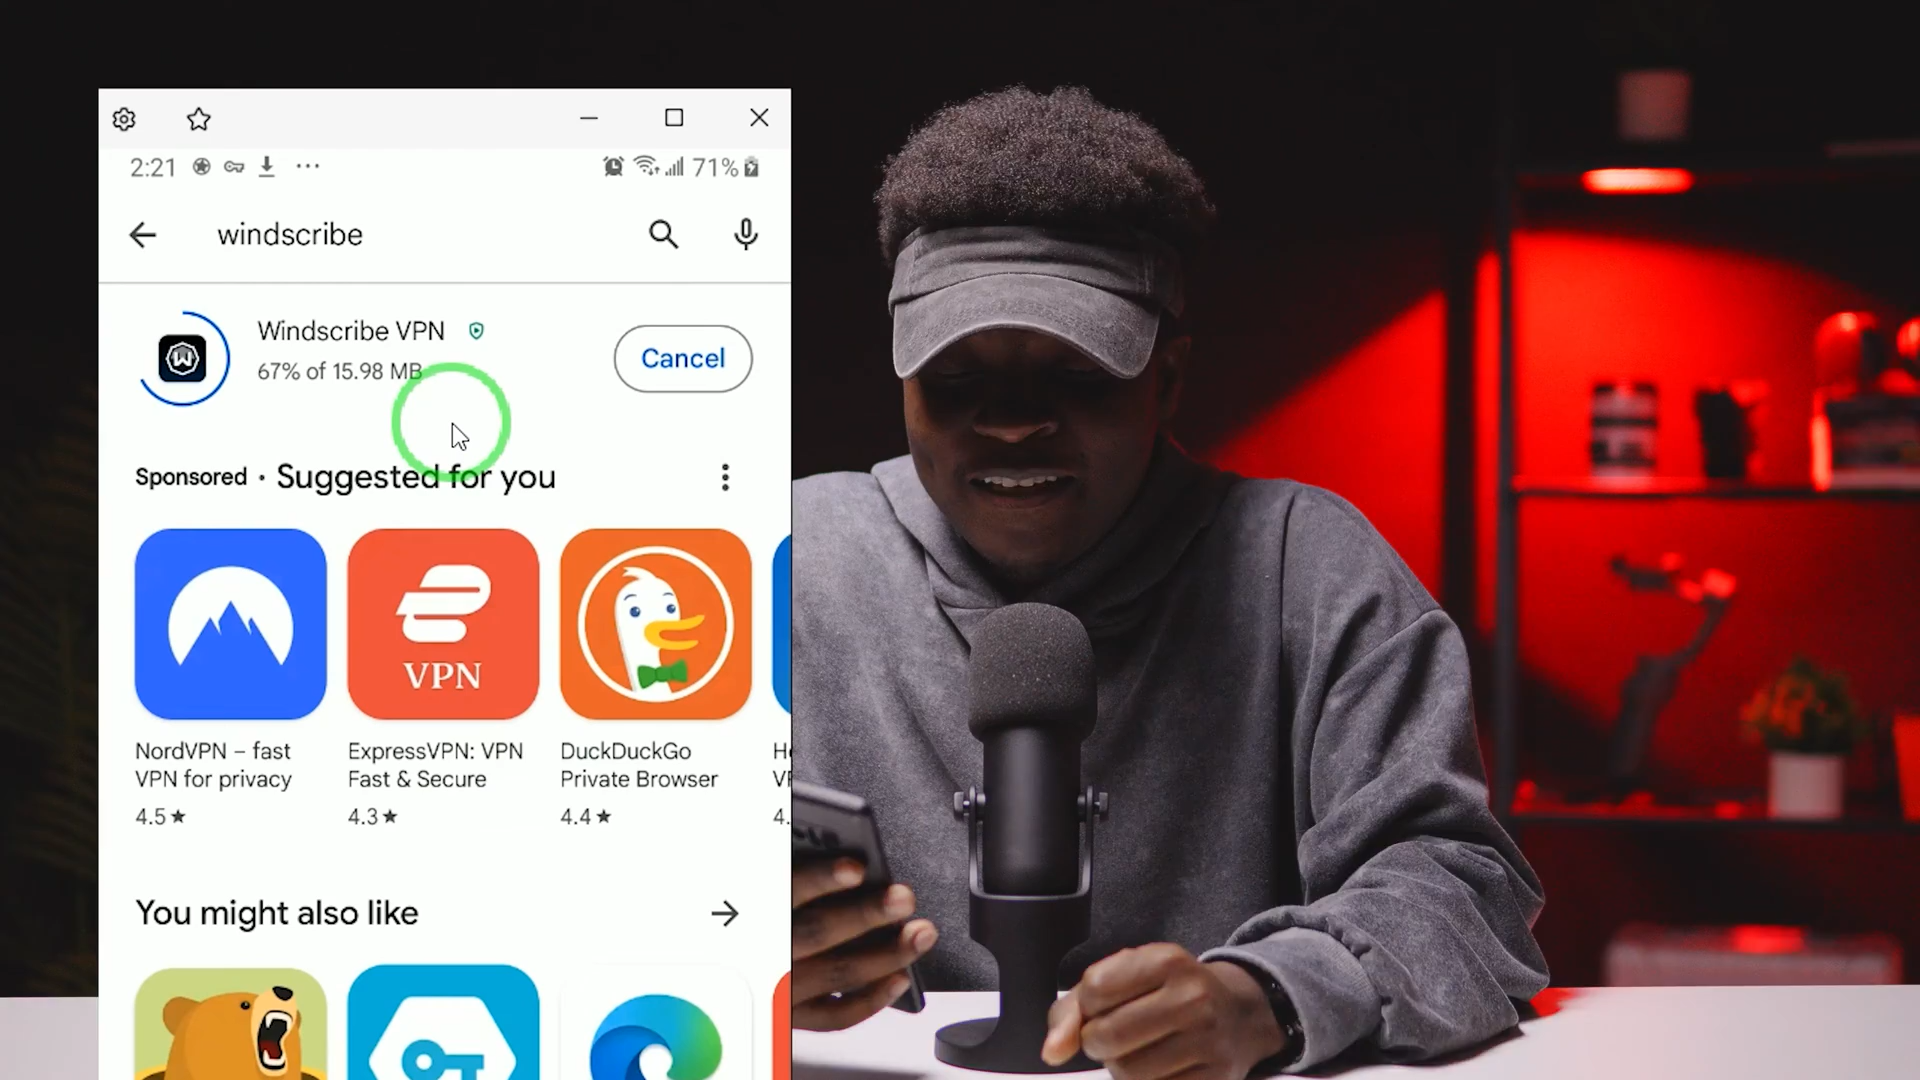 2:21
71%
windscribe
Windscribe VPN
67% of 15.98 MB
Cancel
Sponsored • Suggested for you
VPN
NordVPN – fast
VPN for privacy
4.5★
ExpressVPN: VPN
Fast & Secure
4.3★
DuckDuckGo
Private Browser
4.4★
You might also like